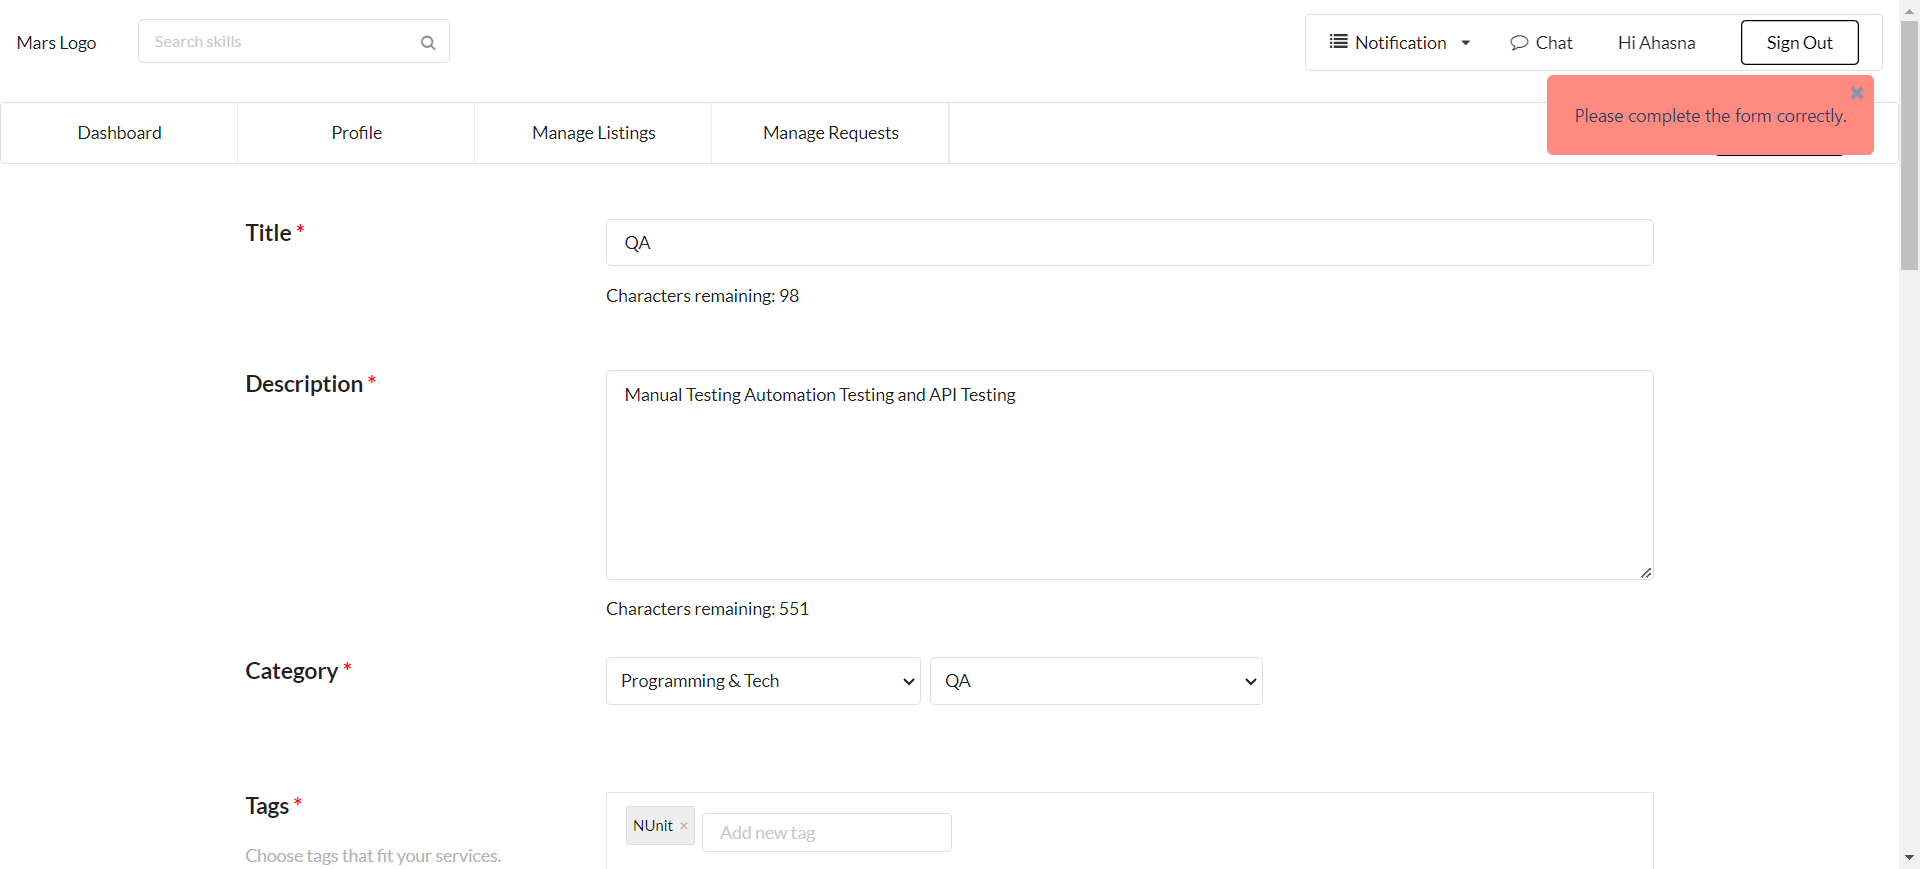 Mars Logo
Search skills
Notification
Chat
Hi Ahasna
Sign Out
Please complete the form correctly.
Dashboard
Profile
Manage Listings
Manage Requests
Title *
QA
Characters remaining: 98
Description *
Manual Testing Automation Testing and API Testing
Characters remaining: 551
Category *
Programming & Tech
QA
Tags *
NUnit ×
Add new tag
Choose tags that fit your services.